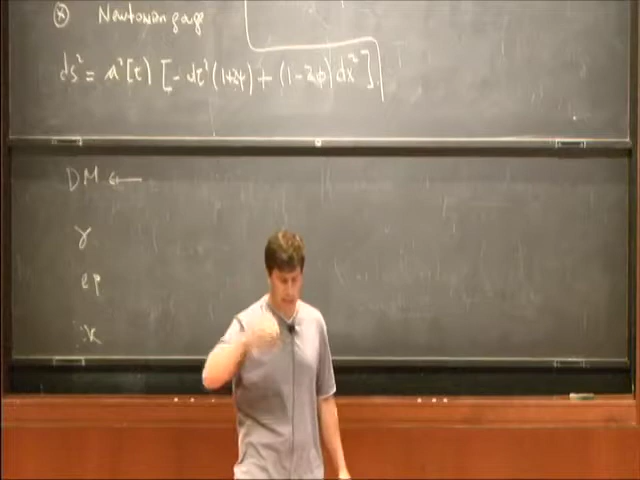 (x) Newtonian gauge
ds² = a²[τ] [-dτ²(1+2ψ) + (1-2φ)dx²].
DM ←
γ
ep